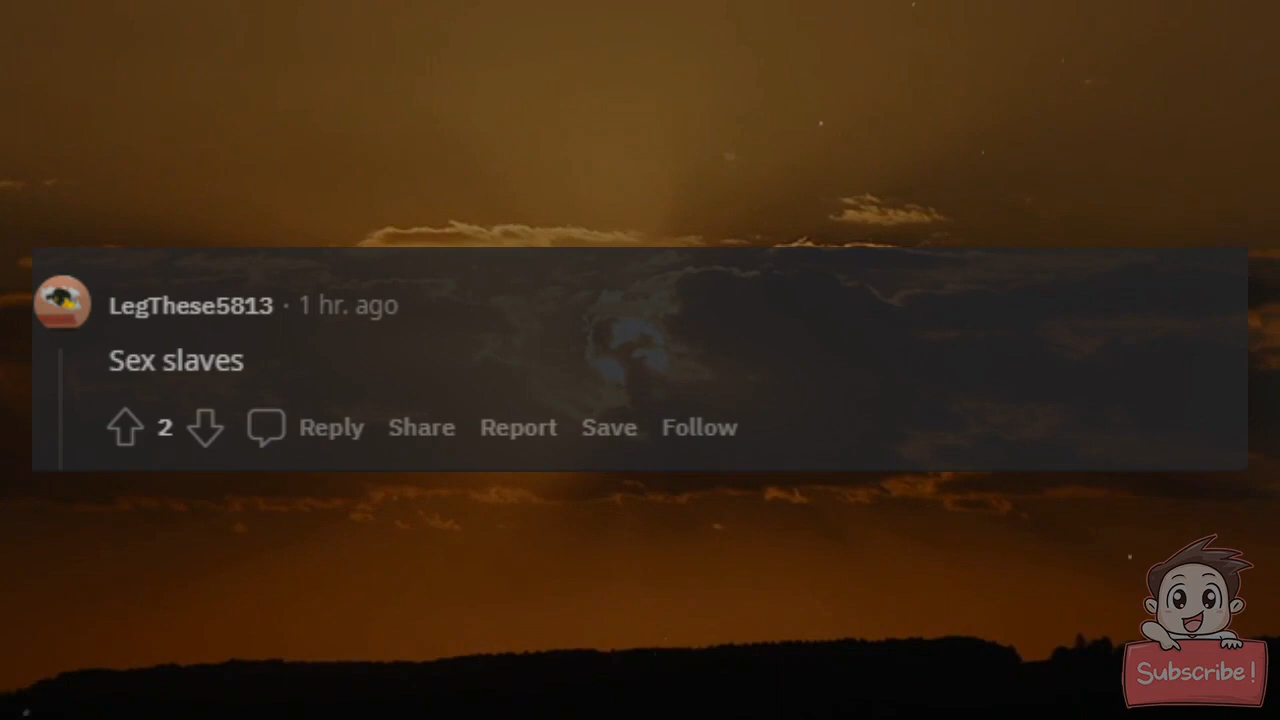 LegThese5813 · 1 hr. ago
Sex slaves
2 Reply Share Report Save Follow
Subscribe!